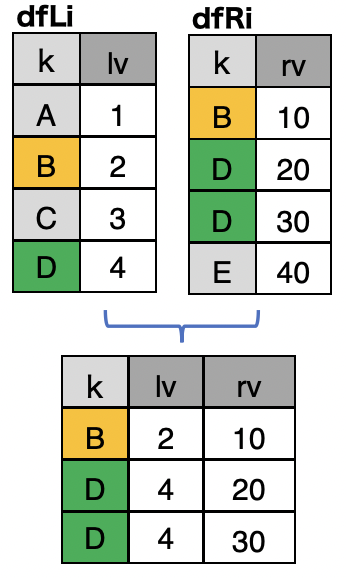 dfLi
k lv
A 1
B 2
C 3
D 4
dfRi
k rv
B 10
D 20
D 30
E 40
k lv rv
B 2 10
D 4 20
D 4 30